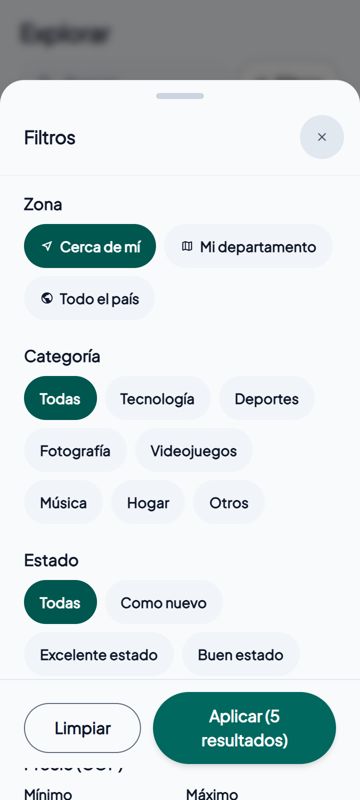 Explorar
Filtros
Zona
Cerca de mí
Mi departamento
Todo el país
Categoría
Todas
Tecnología
Deportes
Fotografía
Videojuegos
Música
Hogar
Otros
Estado
Todas
Como nuevo
Excelente estado
Buen estado
Limpiar
Aplicar (5
resultados)
Mínimo
Máximo